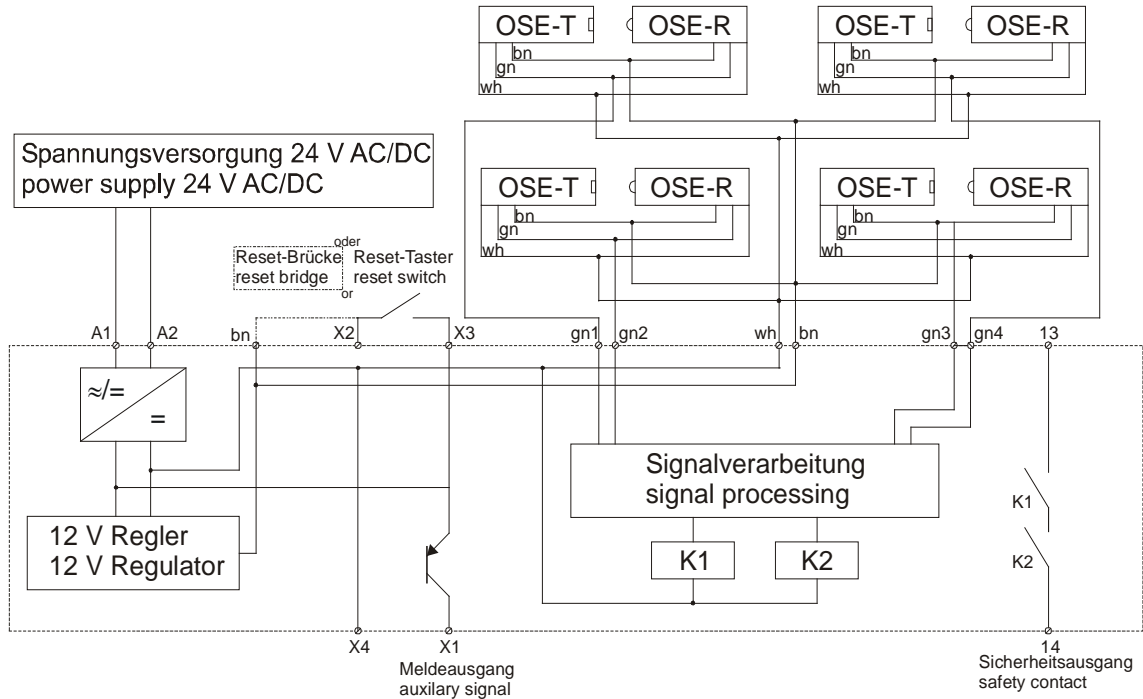 OSE-T OSE-R OSE-T OSE-R
bn bn
gn gn
wh wh
Spannungsversorgung 24 V AC/DC
power supply 24 V AC/DC
OSE-T OSE-R OSE-T OSE-R
bn bn
gn gn
wh wh
oder
Reset-Brücke Reset-Taster
reset bridge reset switch
or
A1 A2 bn X2 X3 gn1 gn2 wh bn gn3 gn4 13
≈/=
=
Signalverarbeitung
signal processing
K1
12 V Regler
12 V Regulator
K1 K2
K2
X4 X1 14
Meldeausgang
auxilary signal
Sicherheitsausgang
safety contact